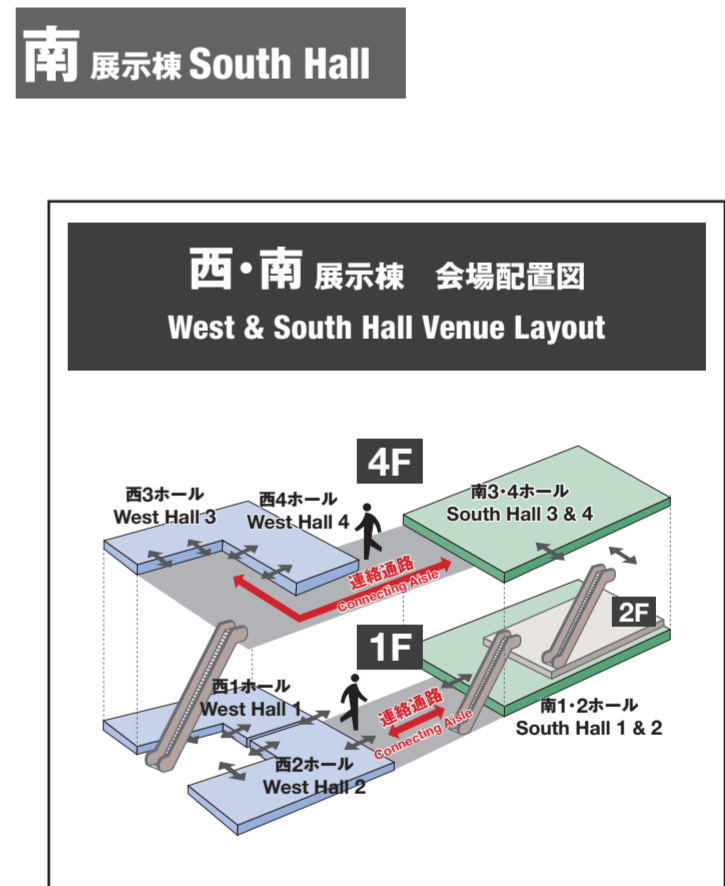 南 展示棟 South Hall
西・南 展示棟 会場配置図
West & South Hall Venue Layout
4F
西3ホール
West Hall 3
西4ホール
West Hall 4
南3・4ホール
South Hall 3 & 4
連絡通路
Connecting Aisle
2F
1F
西1ホール
West Hall 1
連絡通路
Connecting Aisle
南1・2ホール
South Hall 1 & 2
西2ホール
West Hall 2